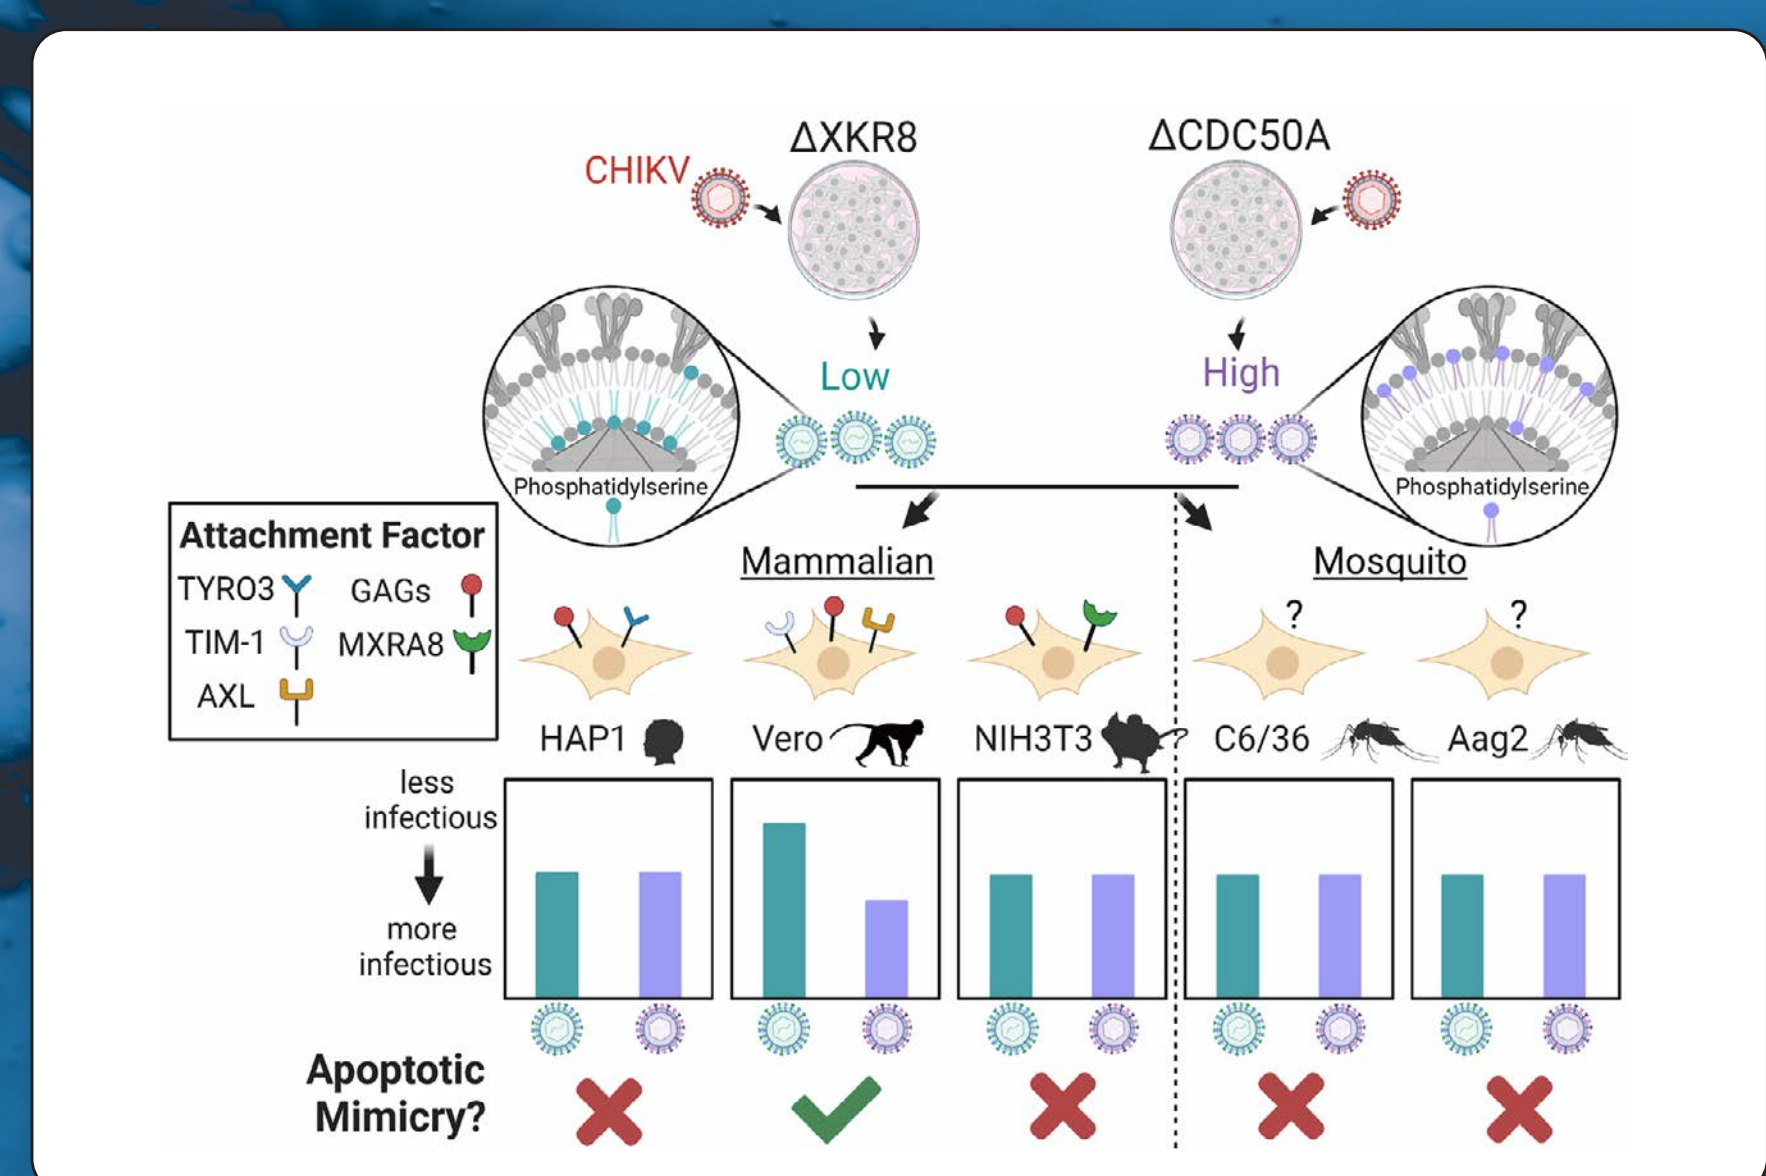 ΔXKR8
ΔCDC50A
CHIKV
Low
High
Phosphatidylserine
Phosphatidylserine
Attachment Factor
TYRO3
GAGs
TIM-1
MXRA8
AXL
Mammalian
Mosquito
?
?
HAP1
Vero
NIH3T3
?
C6/36
Aag2
less
infectious
more
infectious
Apoptotic
Mimicry?